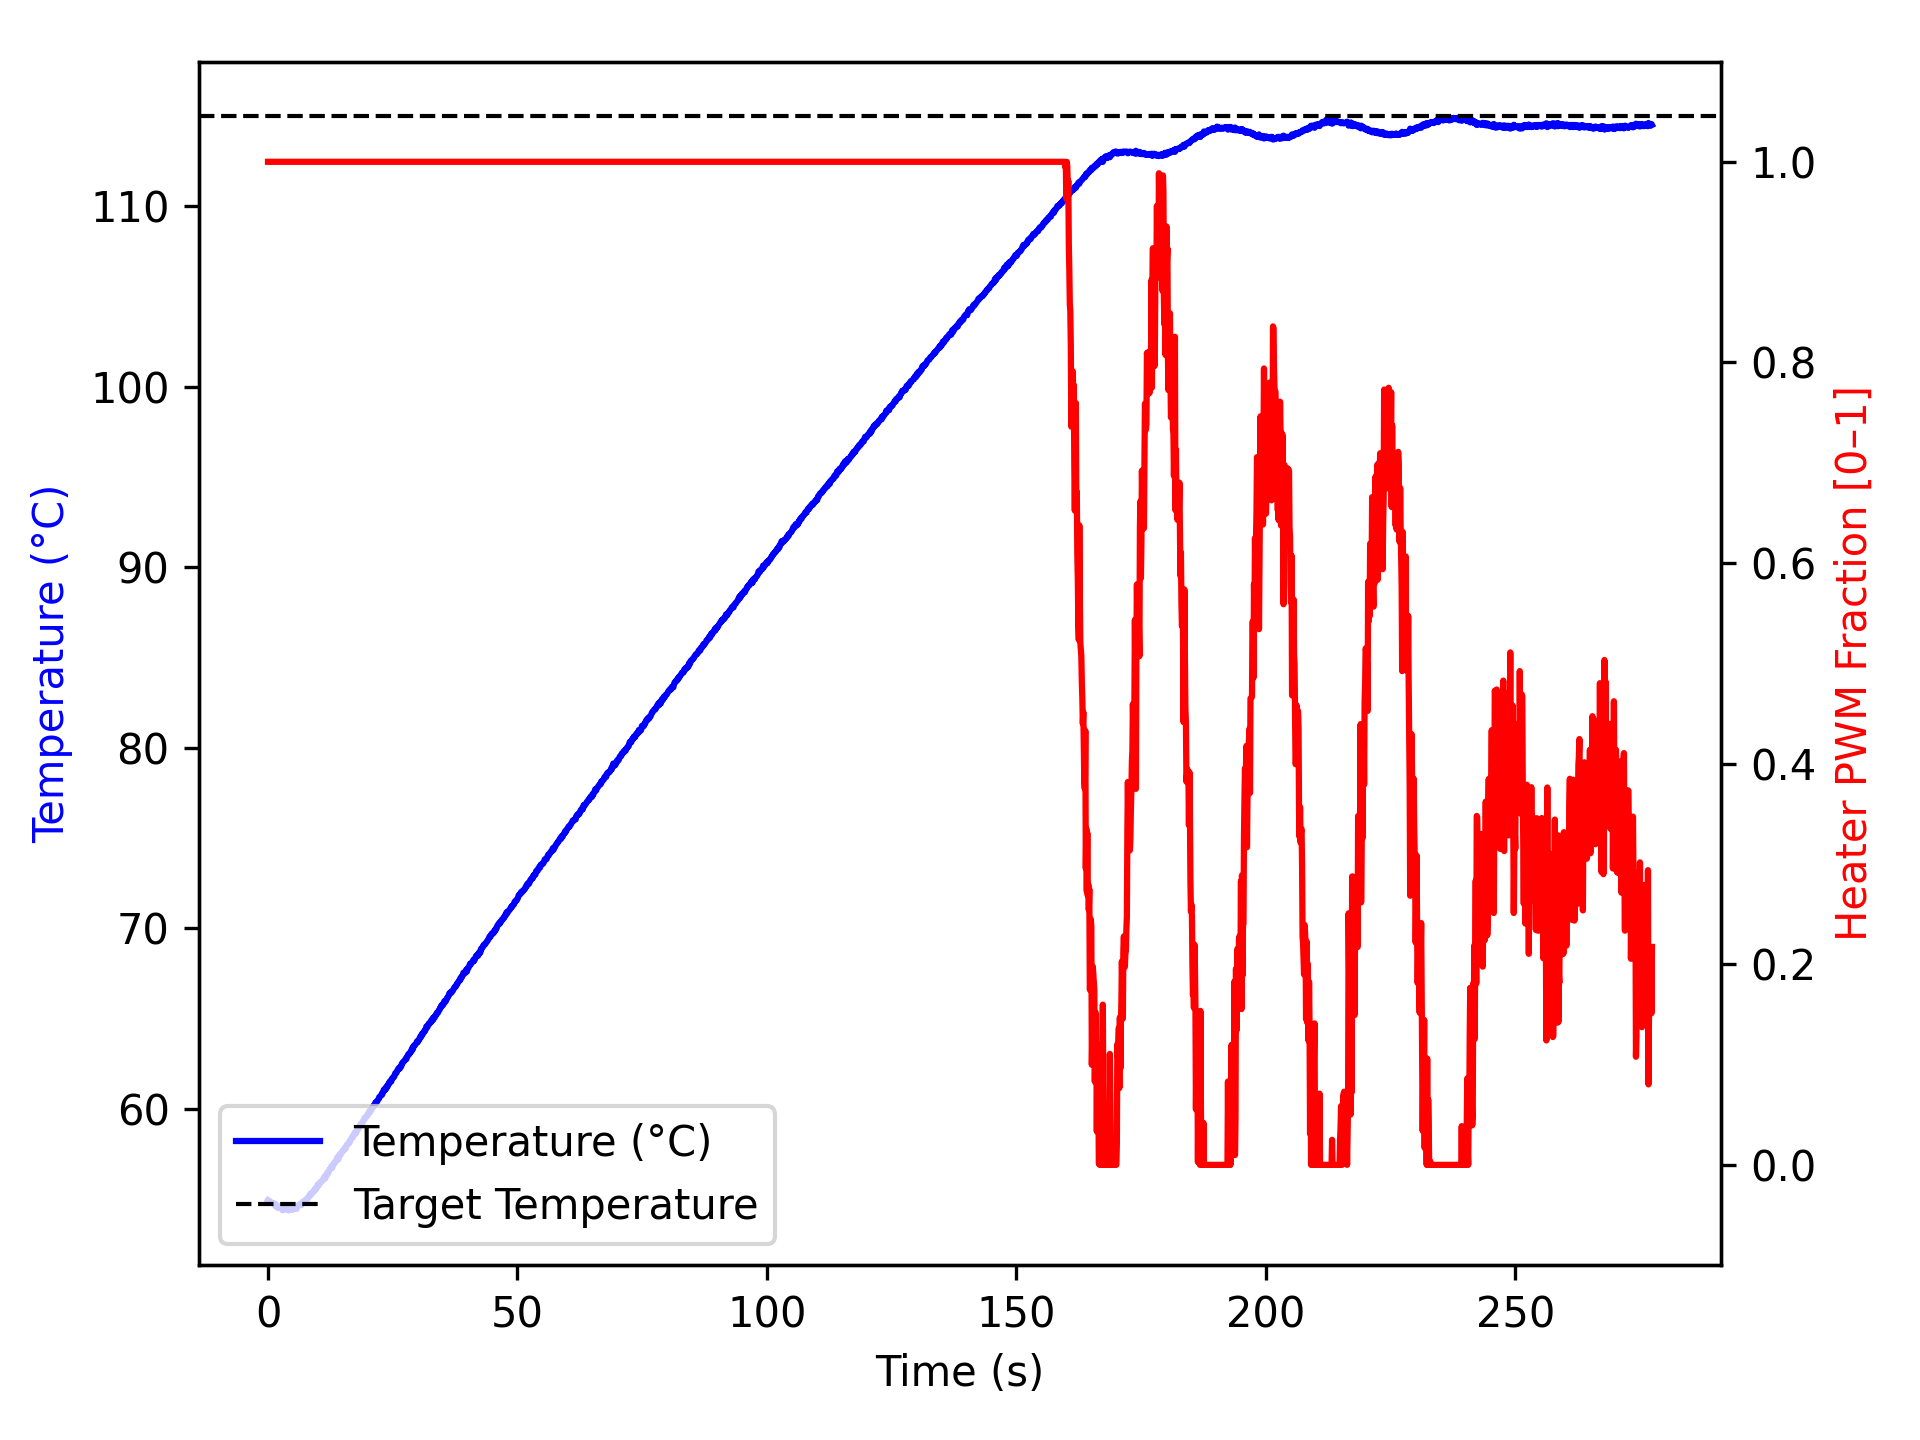 110
100
90
80
70
60
Temperature (°C)
1.0
0.8
0.6
0.4
0.2
0.0
Heater PWM Fraction [0–1]
Temperature (°C)
Target Temperature
0 50 100 150 200 250
Time (s)